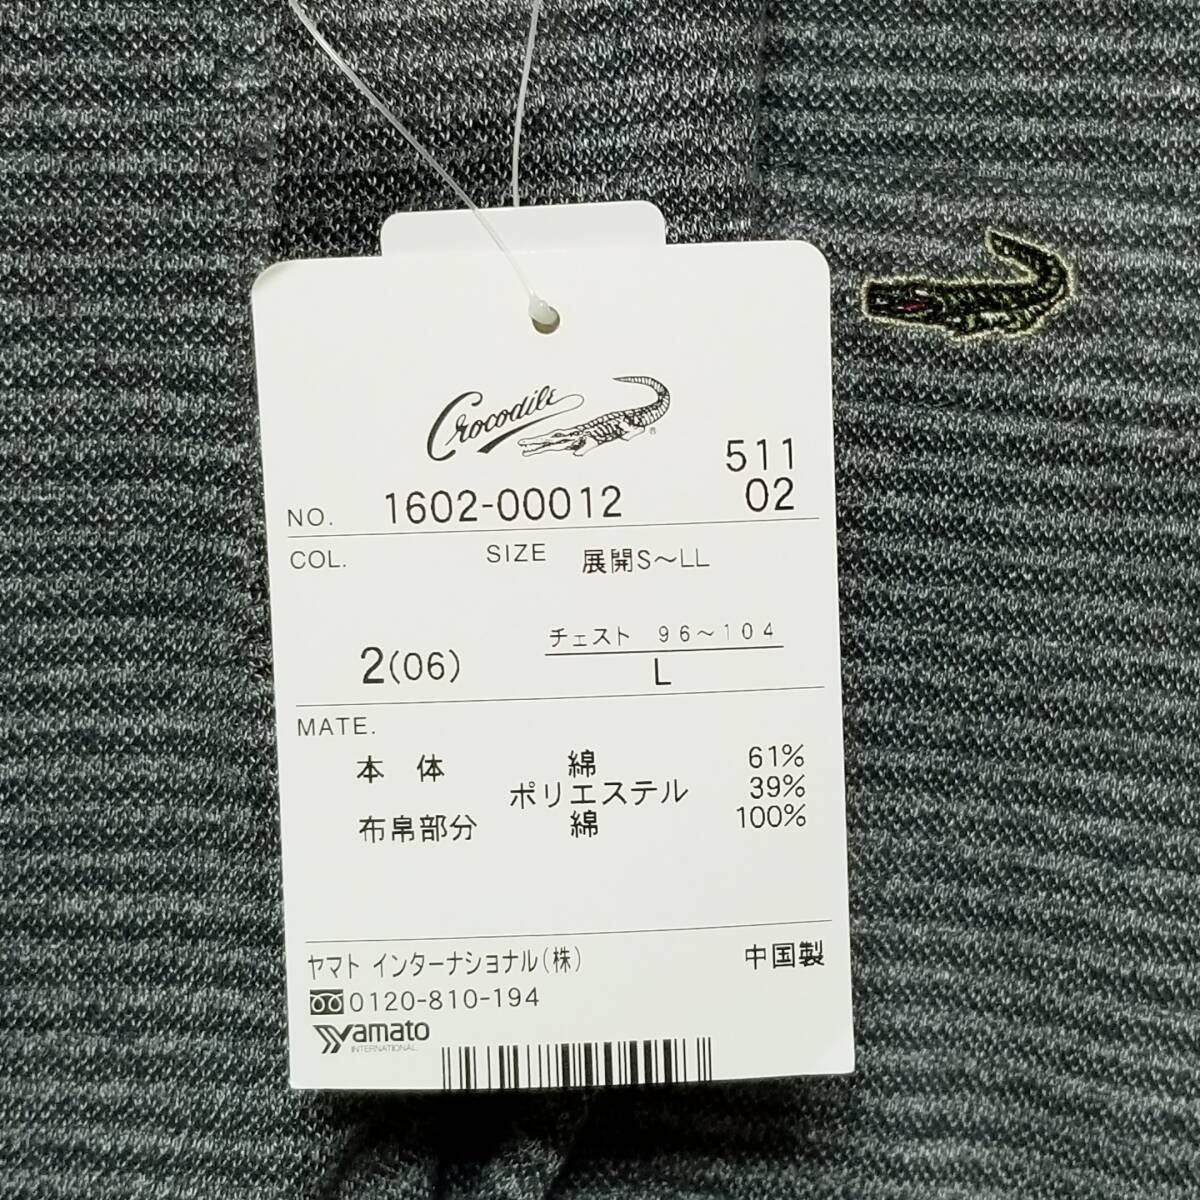 Crocodile
®
511
NO. 1602-00012 02
COL. SIZE 展開S～LL
チェスト 96～104
2(06) L
MATE.
本 体 綿 61%
ポリエステル 39%
布帛部分 綿 100%
ヤマト インターナショナル(株) 中国製
0120-810-194
Yamato
INTERNATIONAL